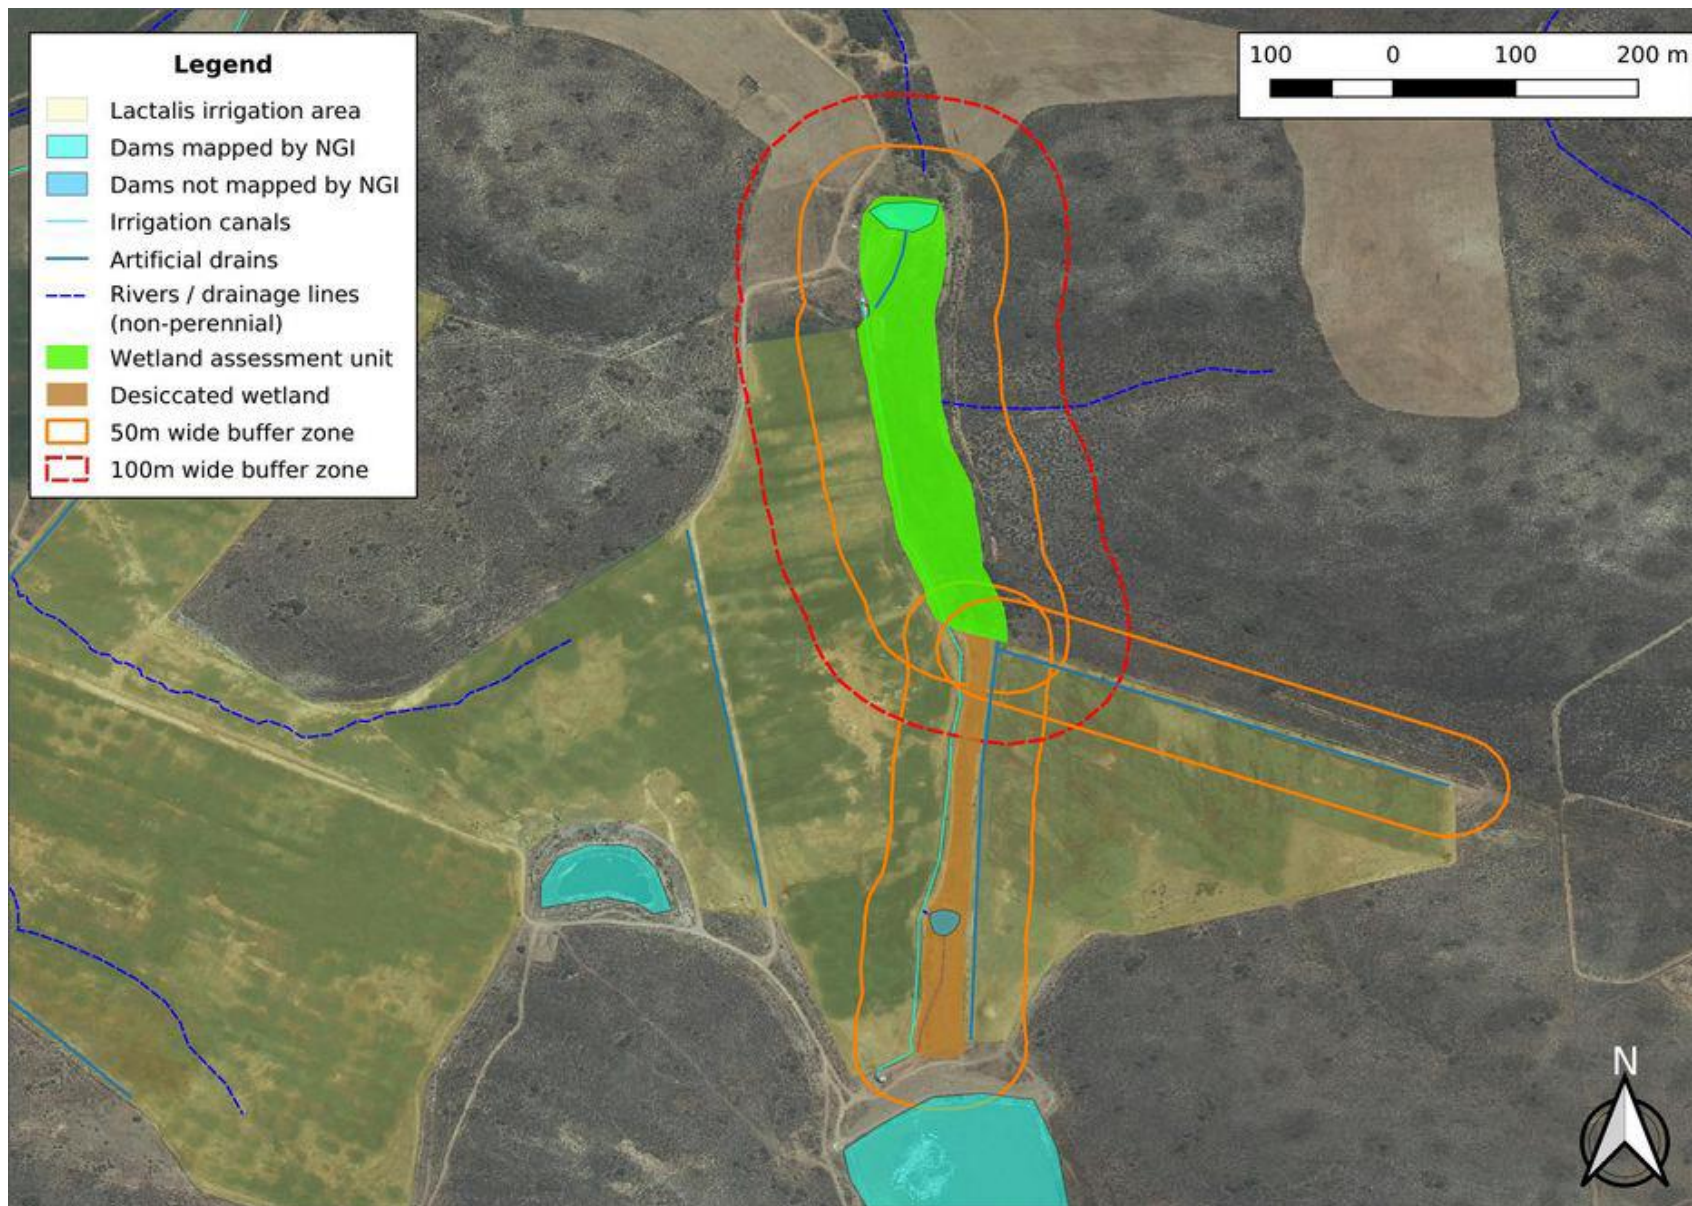 Legend
Lactalis irrigation area
Dams mapped by NGI
Dams not mapped by NGI
Irrigation canals
Artificial drains
Rivers / drainage lines
(non-perennial)
Wetland assessment unit
Desiccated wetland
50m wide buffer zone
100m wide buffer zone
100 0 100 200 m
N